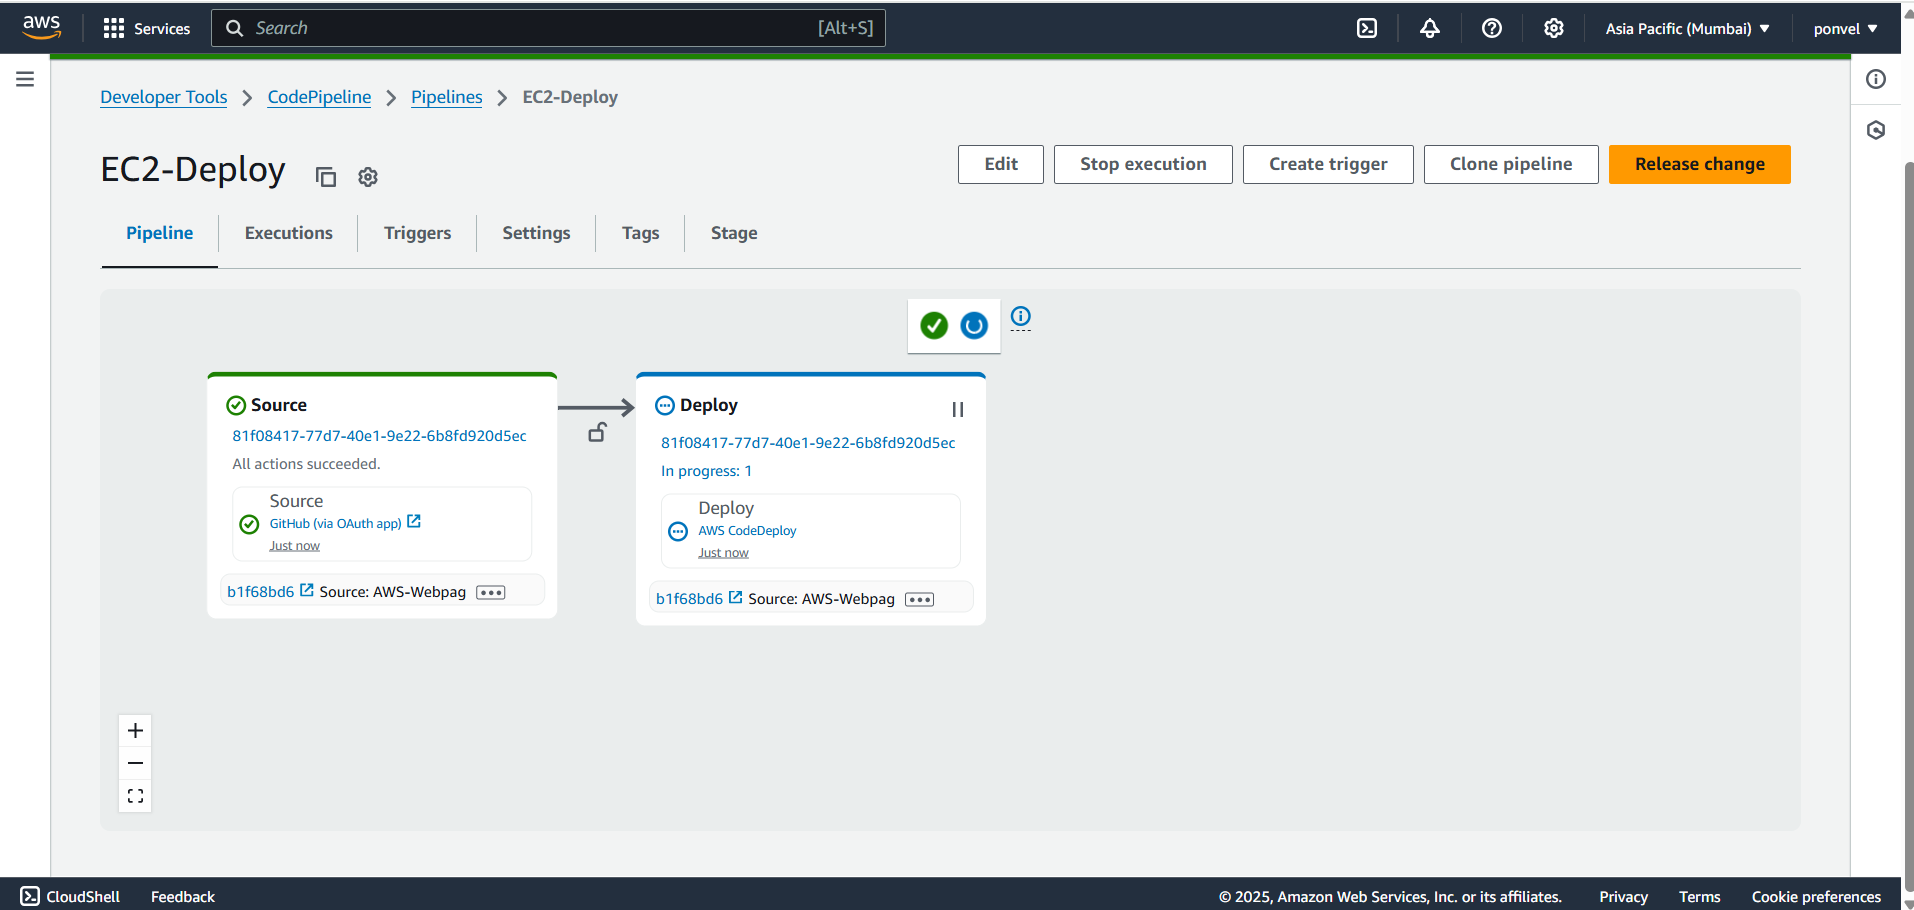 aws
Services
Search
[Alt+S]
Asia Pacific (Mumbai)
ponvel
Developer Tools
CodePipeline
Pipelines
EC2-Deploy
EC2-Deploy
Edit
Stop execution
Create trigger
Clone pipeline
Release change
Pipeline
Executions
Triggers
Settings
Tags
Stage
Source
81f08417-77d7-40e1-9e22-6b8fd920d5ec
All actions succeeded.
Source
GitHub (via OAuth app)
Just now
b1f68bd6 Source: AWS-Webpag
Deploy
81f08417-77d7-40e1-9e22-6b8fd920d5ec
In progress: 1
Deploy
AWS CodeDeploy
Just now
b1f68bd6 Source: AWS-Webpag
CloudShell
Feedback
© 2025, Amazon Web Services, Inc. or its affiliates.
Privacy
Terms
Cookie preferences